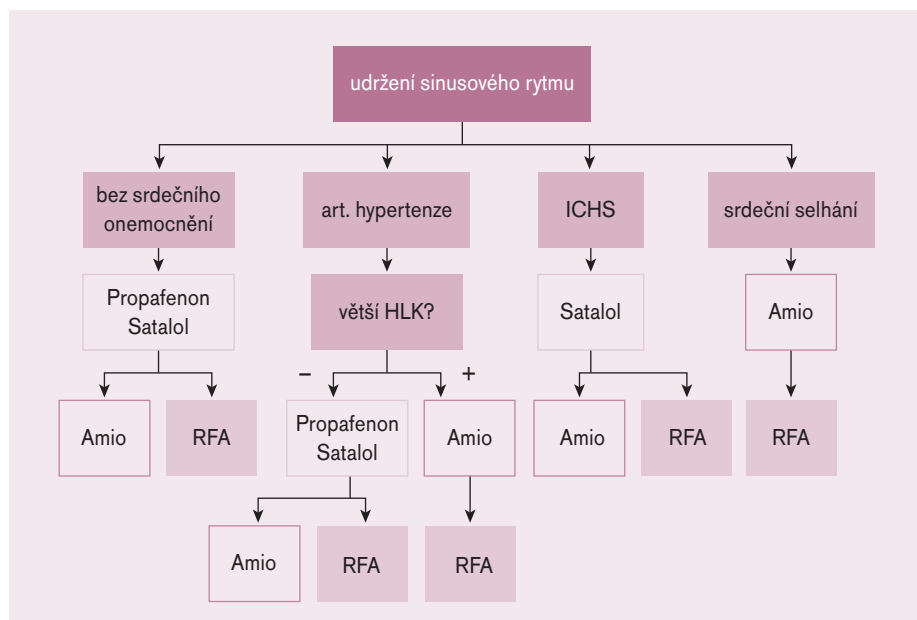 udržení sinusového rytmu
bez srdečního
onemocnění
art. hypertenze
ICHS
srdeční selhání
Propafenon
Satalol
větší HLK?
Satalol
Amio
–
+
Amio
RFA
Propafenon
Satalol
Amio
Amio
RFA
RFA
Amio
RFA
RFA